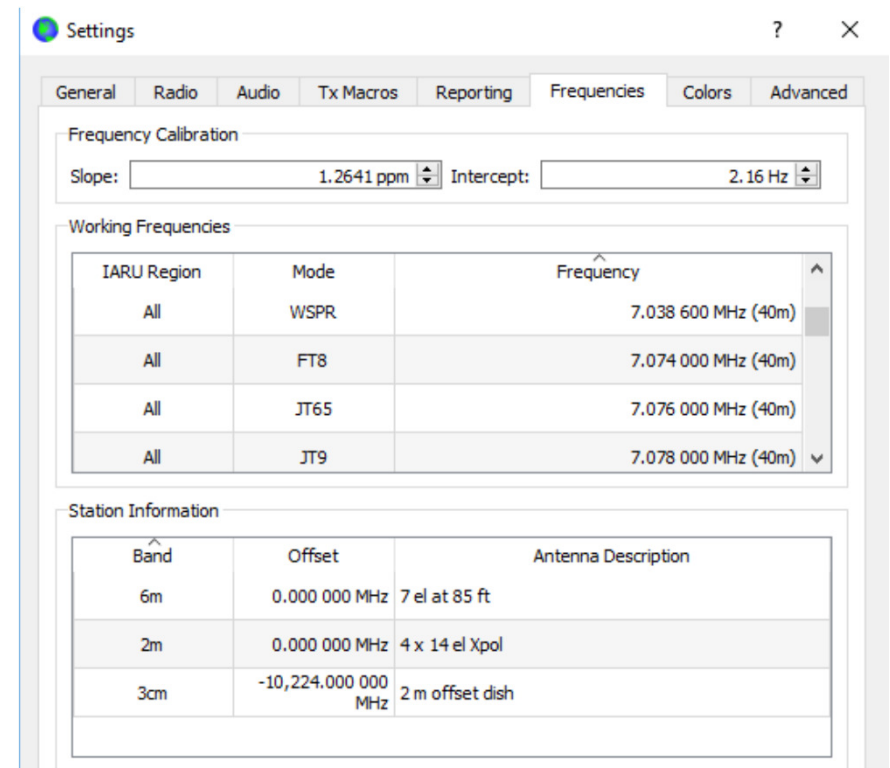 Settings
?
General Radio Audio Tx Macros Reporting Frequencies Colors Advanced
Frequency Calibration
Slope: 1.2641 ppm Intercept: 2.16 Hz
Working Frequencies
IARU Region Mode Frequency
All WSPR 7.038 600 MHz (40m)
All FT8 7.074 000 MHz (40m)
All JT65 7.076 000 MHz (40m)
All JT9 7.078 000 MHz (40m)
Station Information
Band Offset Antenna Description
6m 0.000 000 MHz 7 el at 85 ft
2m 0.000 000 MHz 4 x 14 el Xpol
3cm -10,224.000 000 MHz 2 m offset dish